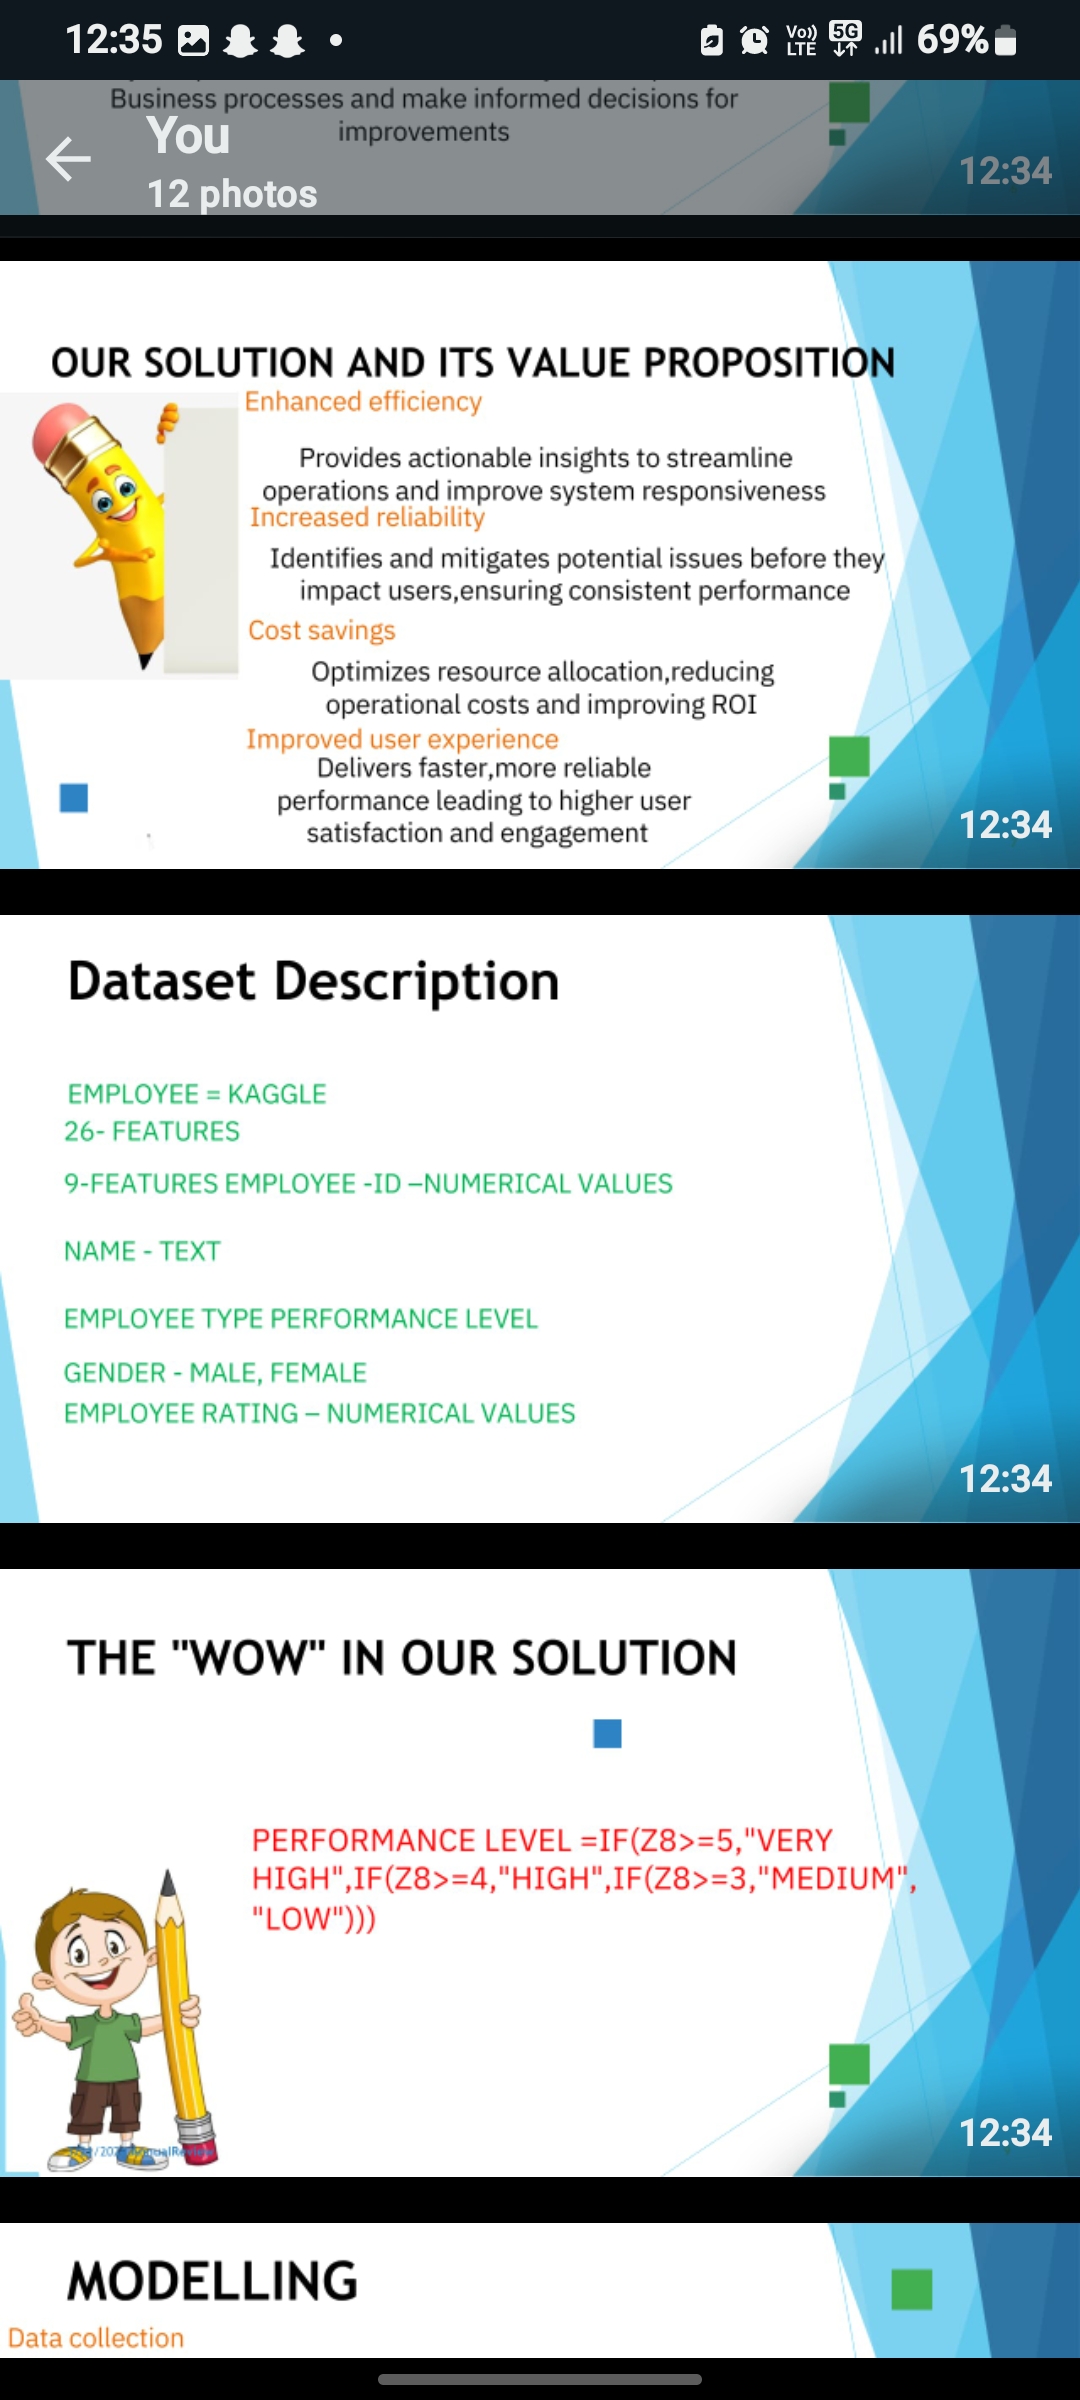 12:35
Vo)) LTE 5G 69%
Business processes and make informed decisions for
improvements
You
12 photos
12:34
OUR SOLUTION AND ITS VALUE PROPOSITION
Enhanced efficiency
Provides actionable insights to streamline
operations and improve system responsiveness
Increased reliability
Identifies and mitigates potential issues before they
impact users,ensuring consistent performance
Cost savings
Optimizes resource allocation,reducing
operational costs and improving ROI
Improved user experience
Delivers faster,more reliable
performance leading to higher user
satisfaction and engagement
12:34
Dataset Description
EMPLOYEE = KAGGLE
26- FEATURES
9-FEATURES EMPLOYEE -ID –NUMERICAL VALUES
NAME - TEXT
EMPLOYEE TYPE PERFORMANCE LEVEL
GENDER - MALE, FEMALE
EMPLOYEE RATING – NUMERICAL VALUES
12:34
THE "WOW" IN OUR SOLUTION
PERFORMANCE LEVEL =IF(Z8>=5,"VERY
HIGH",IF(Z8>=4,"HIGH",IF(Z8>=3,"MEDIUM",
"LOW")))
12:34
MODELLING
Data collection